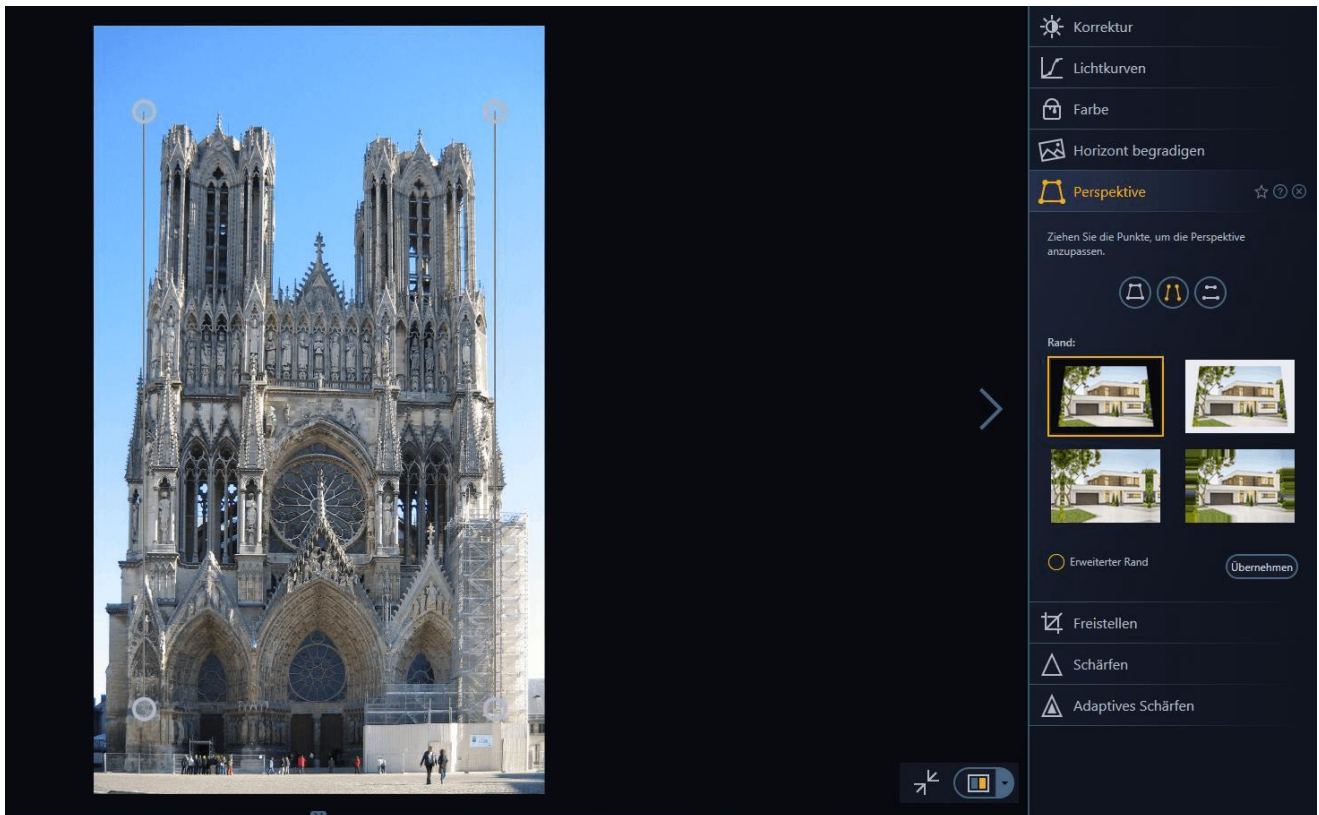 Korrektur
Lichtkurven
Farbe
Horizont begradigen
Perspektive
Ziehen Sie die Punkte, um die Perspektive
anzupassen.
Rand:
Erweiterter Rand
Übernehmen
Freistellen
Schärfen
Adaptives Schärfen